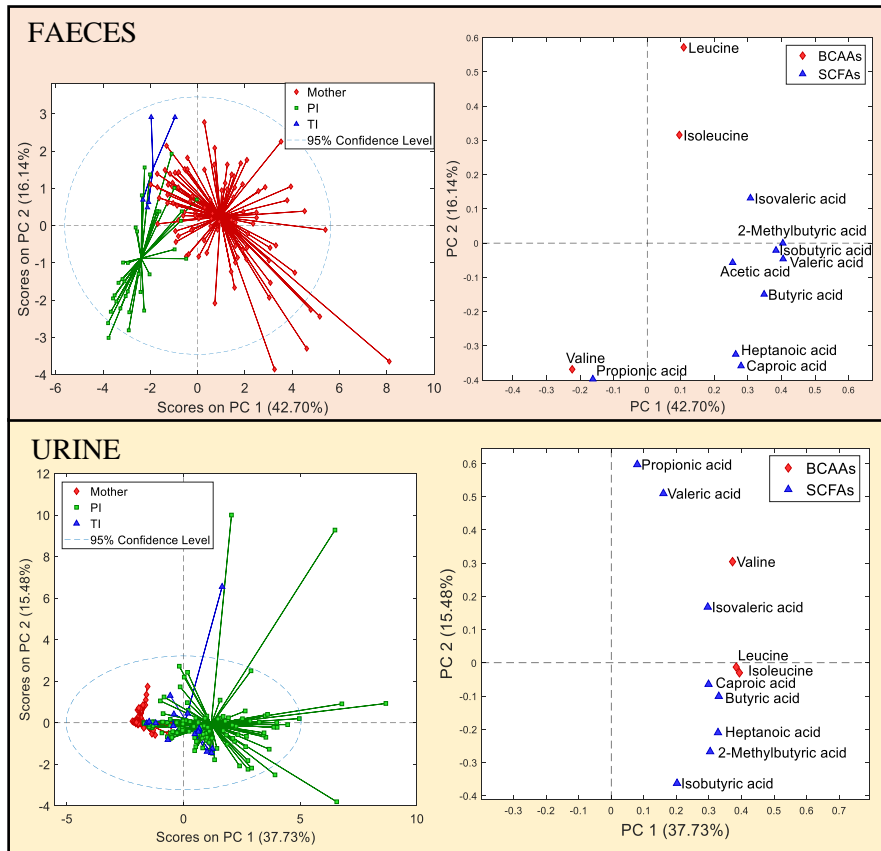 FAECES
Mother
PI
TI
95% Confidence Level
3
2
1
0
-1
-2
-3
-4
-6
-4
-2
0
2
4
6
8
10
Scores on PC 2 (16.14%)
Scores on PC 1 (42.70%)
BCAAs
SCFAs
Leucine
Isoleucine
Isovaleric acid
2-Methylbutyric acid
Isobutyric acid
Valeric acid
Acetic acid
Butyric acid
Heptanoic acid
Caproic acid
Valine
Propionic acid
0.6
0.5
0.4
0.3
0.2
0.1
0
-0.1
-0.2
-0.3
-0.4
-0.4
-0.3
-0.2
-0.1
0
0.1
0.2
0.3
0.4
0.5
0.6
PC 2 (16.14%)
PC 1 (42.70%)
URINE
Mother
PI
TI
95% Confidence Level
12
10
8
6
4
2
0
-2
-4
-5
0
5
10
Scores on PC 2 (15.48%)
Scores on PC 1 (37.73%)
BCAAs
SCFAs
Propionic acid
Valeric acid
Valine
Isovaleric acid
Leucine
Isoleucine
Caproic acid
Butyric acid
Heptanoic acid
2-Methylbutyric acid
Isobutyric acid
0.6
0.5
0.4
0.3
0.2
0.1
0
-0.1
-0.2
-0.3
-0.4
-0.4
-0.3
-0.2
-0.1
0
0.1
0.2
0.3
0.4
0.5
0.6
0.7
PC 2 (15.48%)
PC 1 (37.73%)